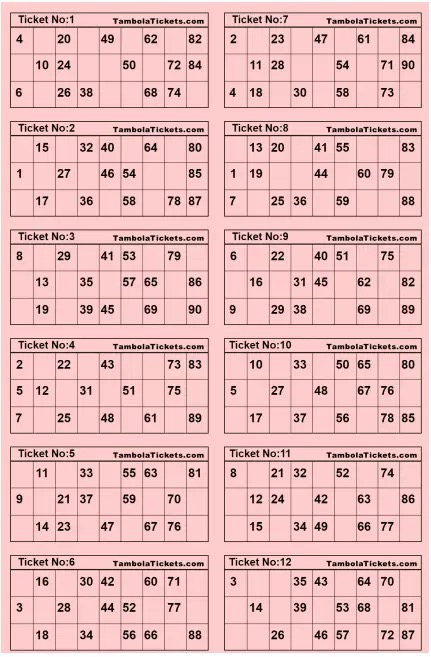 Ticket No:1 TambolaTickets.com
4 20 49 62 82
10 24 50 72 84
6 26 38 68 74
Ticket No:2 TambolaTickets.com
15 32 40 64 80
1 27 46 54 85
17 36 58 78 87
Ticket No:3 TambolaTickets.com
8 29 41 53 79
13 35 57 65 86
19 39 45 69 90
Ticket No:4 TambolaTickets.com
2 22 43 73 83
5 12 31 51 75
7 25 48 61 89
Ticket No:5 TambolaTickets.com
11 33 55 63 81
9 21 37 59 70
14 23 47 67 76
Ticket No:6 TambolaTickets.com
16 30 42 60 71
3 28 44 52 77
18 34 56 66 88
Ticket No:7 TambolaTickets.com
2 23 47 61 84
11 28 54 71 90
4 18 30 58 73
Ticket No:8 TambolaTickets.com
13 20 41 55 83
1 19 44 60 79
7 25 36 59 88
Ticket No:9 TambolaTickets.com
6 22 40 51 75
16 31 45 62 82
9 29 38 69 89
Ticket No:10 TambolaTickets.com
10 33 50 65 80
5 27 48 67 76
17 37 56 78 85
Ticket No:11 TambolaTickets.com
8 21 32 52 74
12 24 42 63 86
15 34 49 66 77
Ticket No:12 TambolaTickets.com
3 35 43 64 70
14 39 53 68 81
26 46 57 72 87